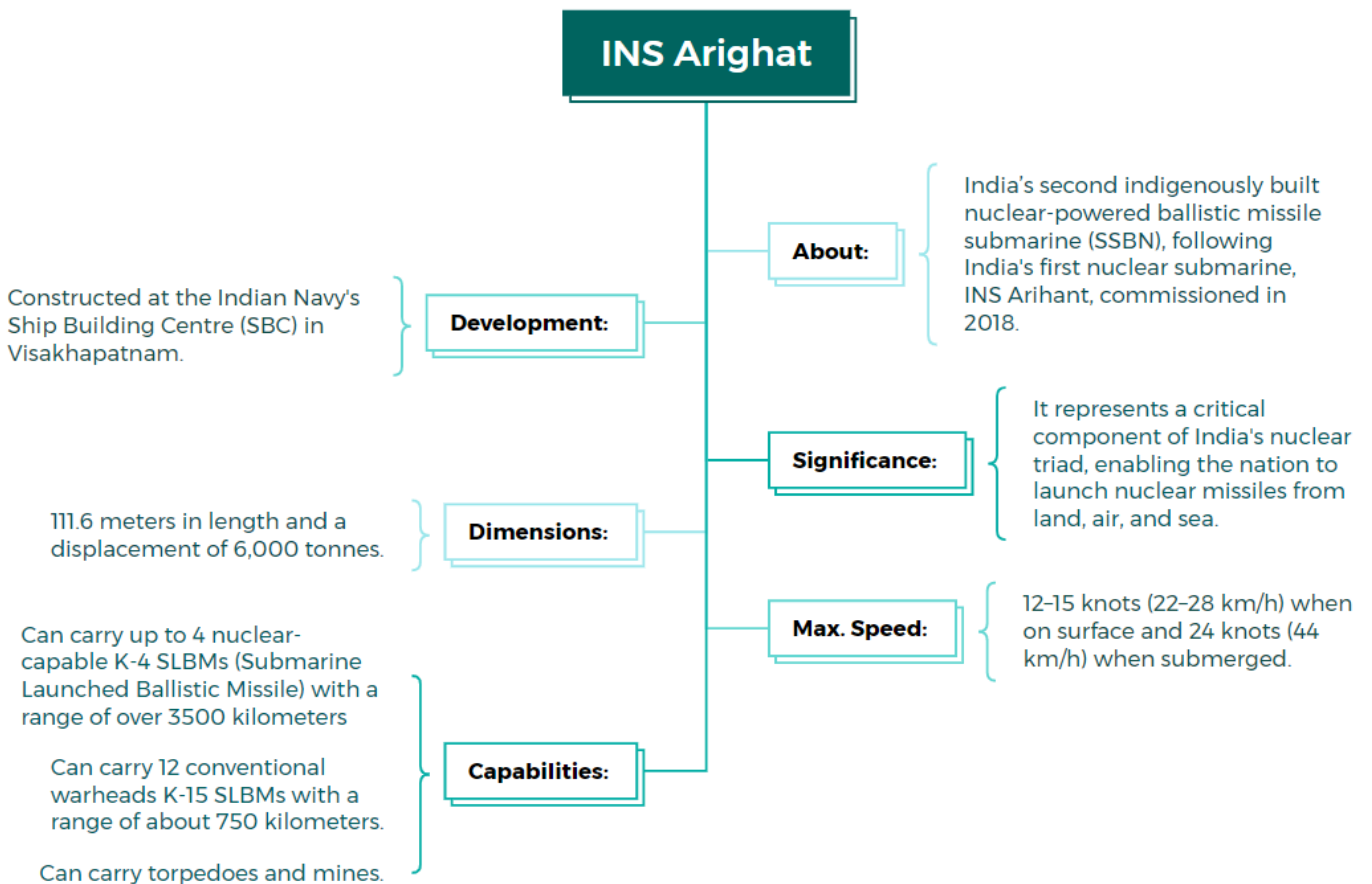 INS Arighat
About:
India’s second indigenously built
nuclear-powered ballistic missile
submarine (SSBN), following
India's first nuclear submarine,
INS Arihant, commissioned in
2018.
Development:
Constructed at the Indian Navy's
Ship Building Centre (SBC) in
Visakhapatnam.
Significance:
It represents a critical
component of India's nuclear
triad, enabling the nation to
launch nuclear missiles from
land, air, and sea.
Dimensions:
111.6 meters in length and a
displacement of 6,000 tonnes.
Max. Speed:
12–15 knots (22–28 km/h) when
on surface and 24 knots (44
km/h) when submerged.
Capabilities:
Can carry up to 4 nuclear-
capable K-4 SLBMs (Submarine
Launched Ballistic Missile) with a
range of over 3500 kilometers
Can carry 12 conventional
warheads K-15 SLBMs with a
range of about 750 kilometers.
Can carry torpedoes and mines.